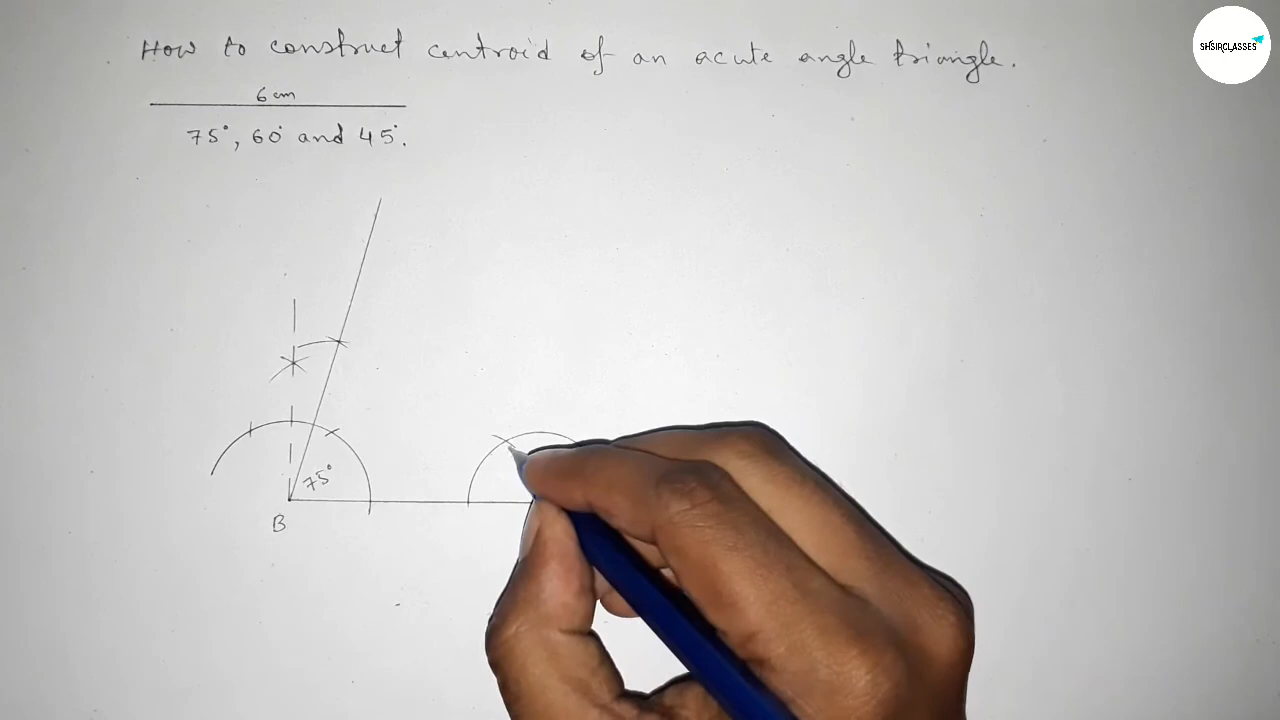 How to construct centroid of an acute angle triangle.
6 cm
75°, 60° and 45°.
75°
B
SHSIRCLASSES